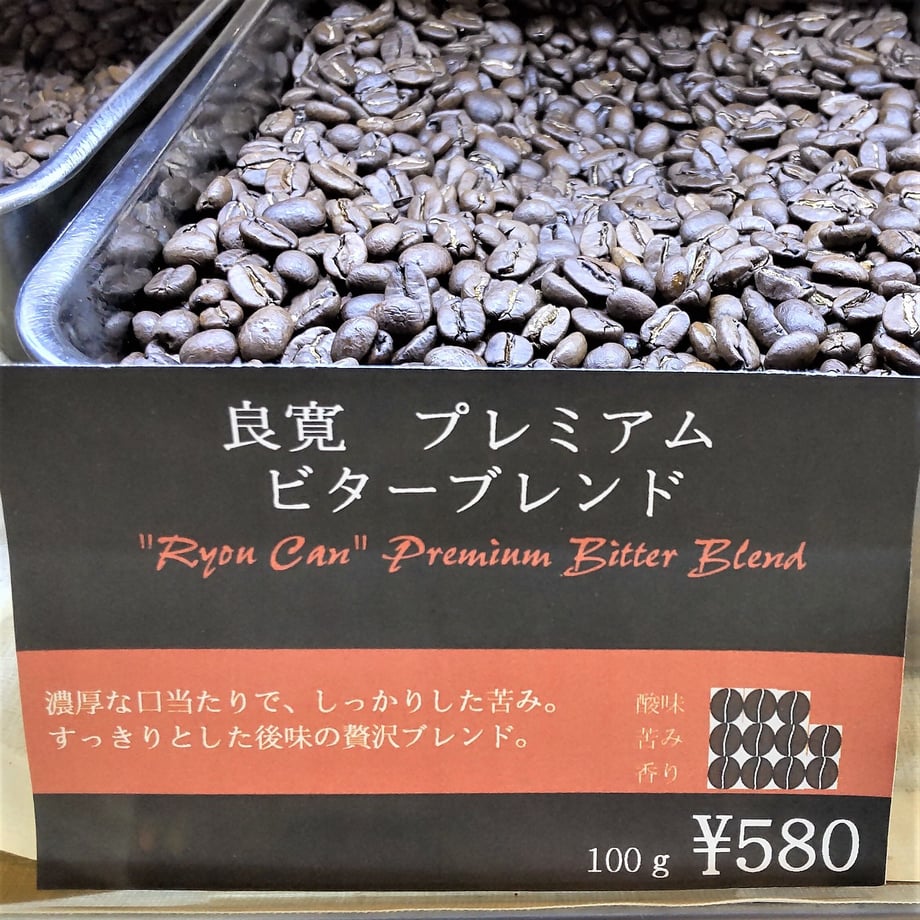 良寛　プレミアム
ビターブレンド
"Ryou Can" Premium Bitter Blend
濃厚な口当たりで、しっかりした苦み。
すっきりとした後味の贅沢ブレンド。
酸味
苦み
香り
100g ¥580